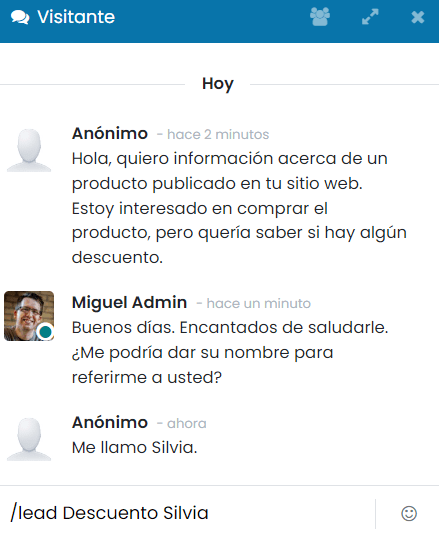 Visitante
Hoy
Anónimo - hace 2 minutos
Hola, quiero información acerca de un
producto publicado en tu sitio web.
Estoy interesado en comprar el
producto, pero quería saber si hay algún
descuento.
Miguel Admin - hace un minuto
Buenos días. Encantados de saludarle.
¿Me podría dar su nombre para
referirme a usted?
Anónimo - ahora
Me llamo Silvia.
/lead Descuento Silvia